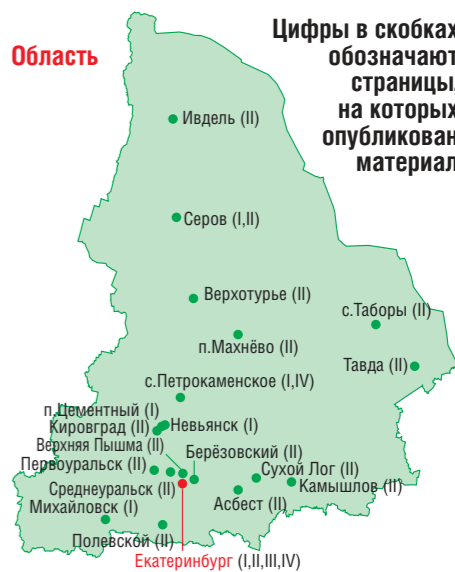 Область
Цифры в скобках
обозначают
страницы,
на которых
опубликован
материал
Ивдель (II)
Серов (I,II)
Верхотурье (II)
с.Таборы (II)
п.Махнёво (II)
Тавда (II)
с.Петрокаменское (I,IV)
п.Цементный (I)
Невьянск (I)
Кировград (II)
Верхняя Пышма (II)
Берёзовский (II)
Первоуральск (II)
Сухой Лог (II)
Среднеуральск (II)
Камышлов (II)
Асбест (II)
Михайловск (I)
Полевской (II)
Екатеринбург (I,II,III,IV)